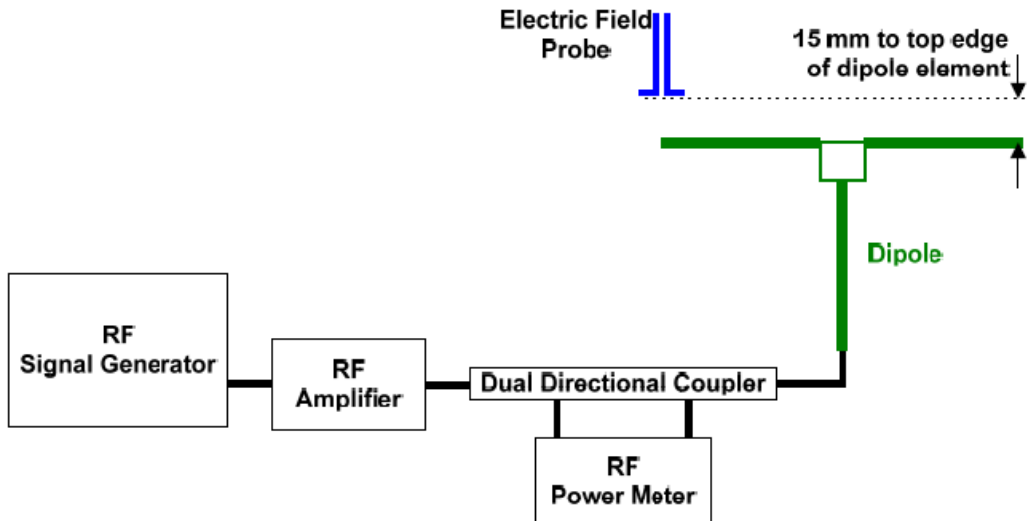 Electric Field
Probe
15 mm to top edge
of dipole element
Dipole
RF
Signal Generator
RF
Amplifier
Dual Directional Coupler
RF
Power Meter